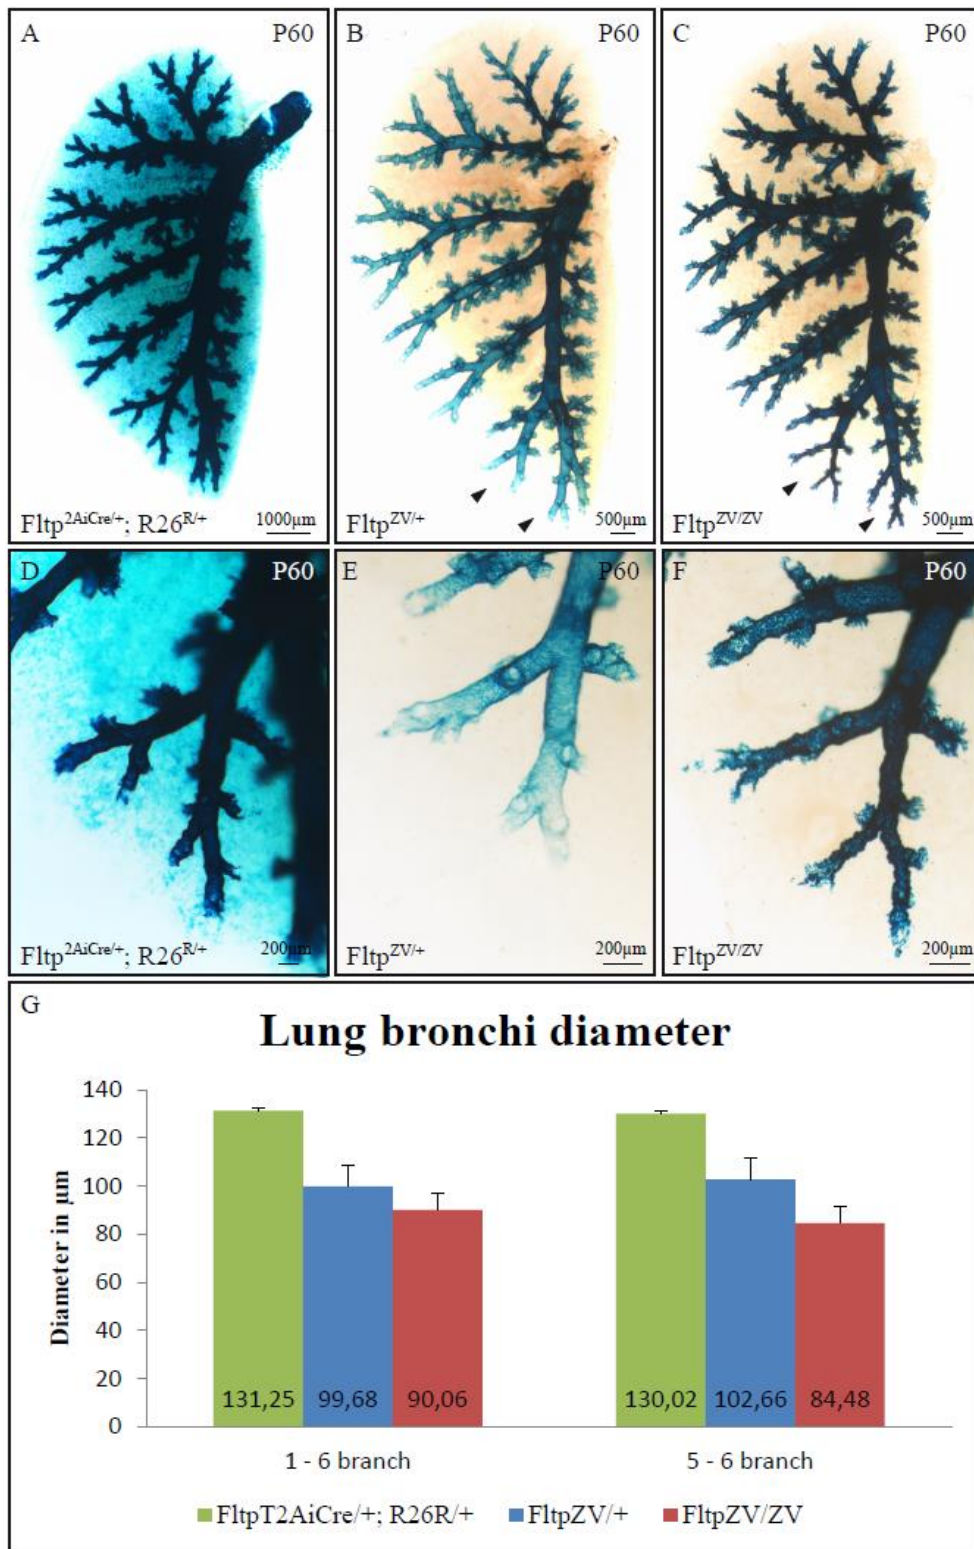 A P60
B P60
C P60
Fltp2AiCre/+; R26R/+ 1000µm
FltpZV/+ 500µm
FltpZV/ZV 500µm
D P60
E P60
F P60
Fltp2AiCre/+; R26R/+ 200µm
FltpZV/+ 200µm
FltpZV/ZV 200µm
G
Lung bronchi diameter
Diameter in µm
140
120
100
80
60
40
20
0
131,25 99,68 90,06 130,02 102,66 84,48
1 - 6 branch 5 - 6 branch
FltpT2AiCre/+; R26R/+ FltpZV/+ FltpZV/ZV